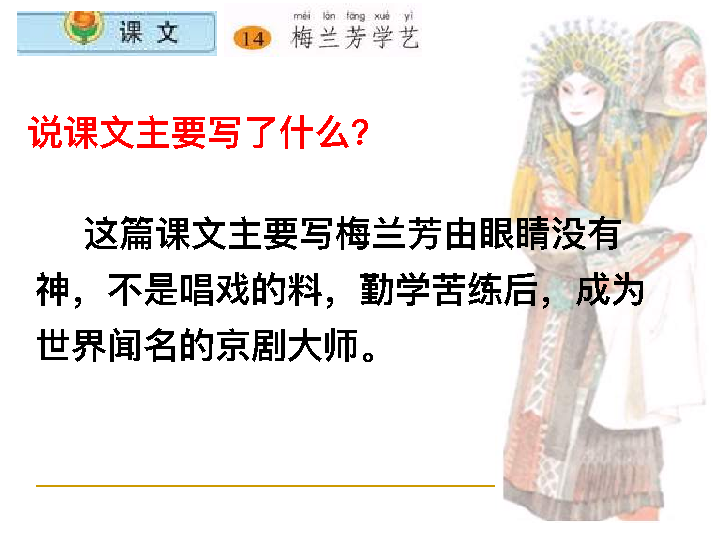 课文
14
méi lán fāng xué yì
梅兰芳学艺
说课文主要写了什么？
这篇课文主要写梅兰芳由眼睛没有
神，不是唱戏的料，勤学苦练后，成为
世界闻名的京剧大师。